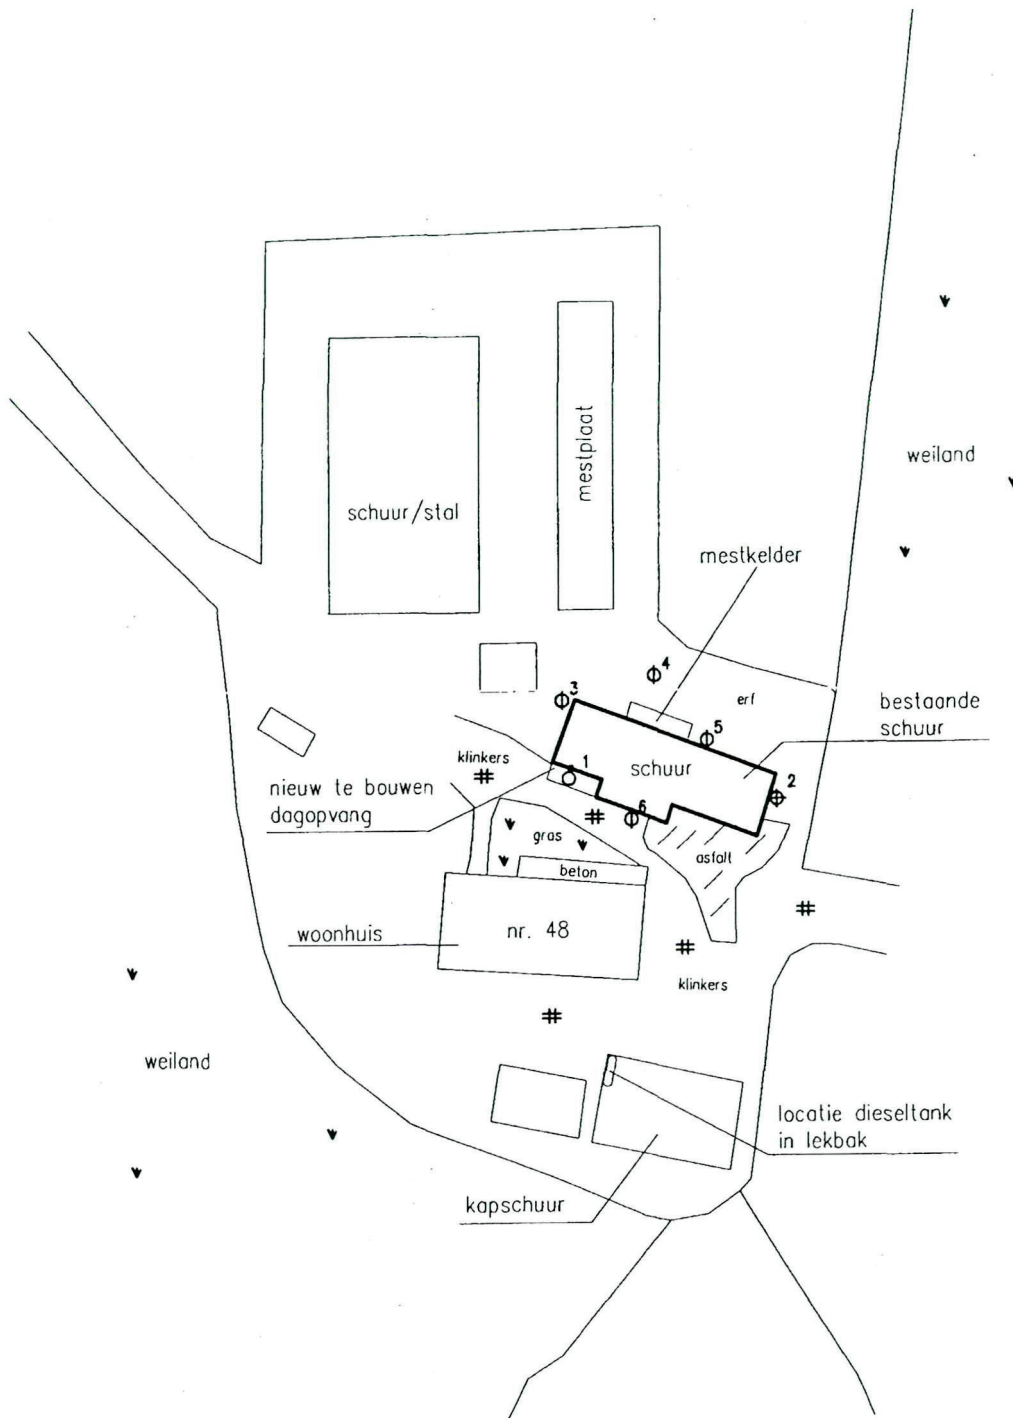 weiland
mestplaat
schuur/stal
mestkelder
4
3
erf
bestaande
schuur
5
klinkers
1
schuur
2
nieuw te bouwen
dagopvang
6
gras
asfalt
beton
woonhuis
nr. 48
klinkers
weiland
locatie dieseltank
in lekbak
kapschuur